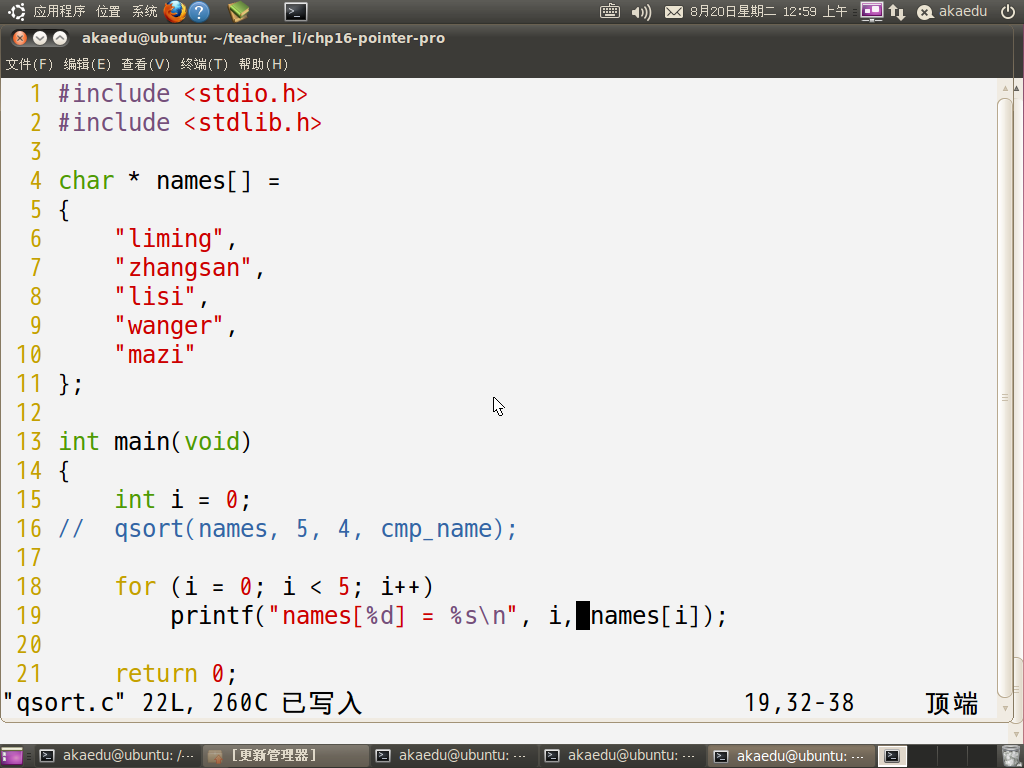 应用程序 位置 系统 8月20日星期二 12:59 上午 akaedu
akaedu@ubuntu: ~/teacher_li/chp16-pointer-pro
文件(F) 编辑(E) 查看(V) 终端(T) 帮助(H)
1 #include <stdio.h>
2 #include <stdlib.h>
3
4 char * names[] =
5 {
6     "liming",
7     "zhangsan",
8     "lisi",
9     "wanger",
10     "mazi"
11 };
12
13 int main(void)
14 {
15     int i = 0;
16 //  qsort(names, 5, 4, cmp_name);
17
18     for (i = 0; i < 5; i++)
19         printf("names[%d] = %s\n", i, names[i]);
20
21     return 0;
"qsort.c" 22L, 260C 已写入 19,32-38 顶端
akaedu@ubuntu: /··· [更新管理器] akaedu@ubuntu: ··· akaedu@ubuntu: ··· akaedu@ubuntu: ···